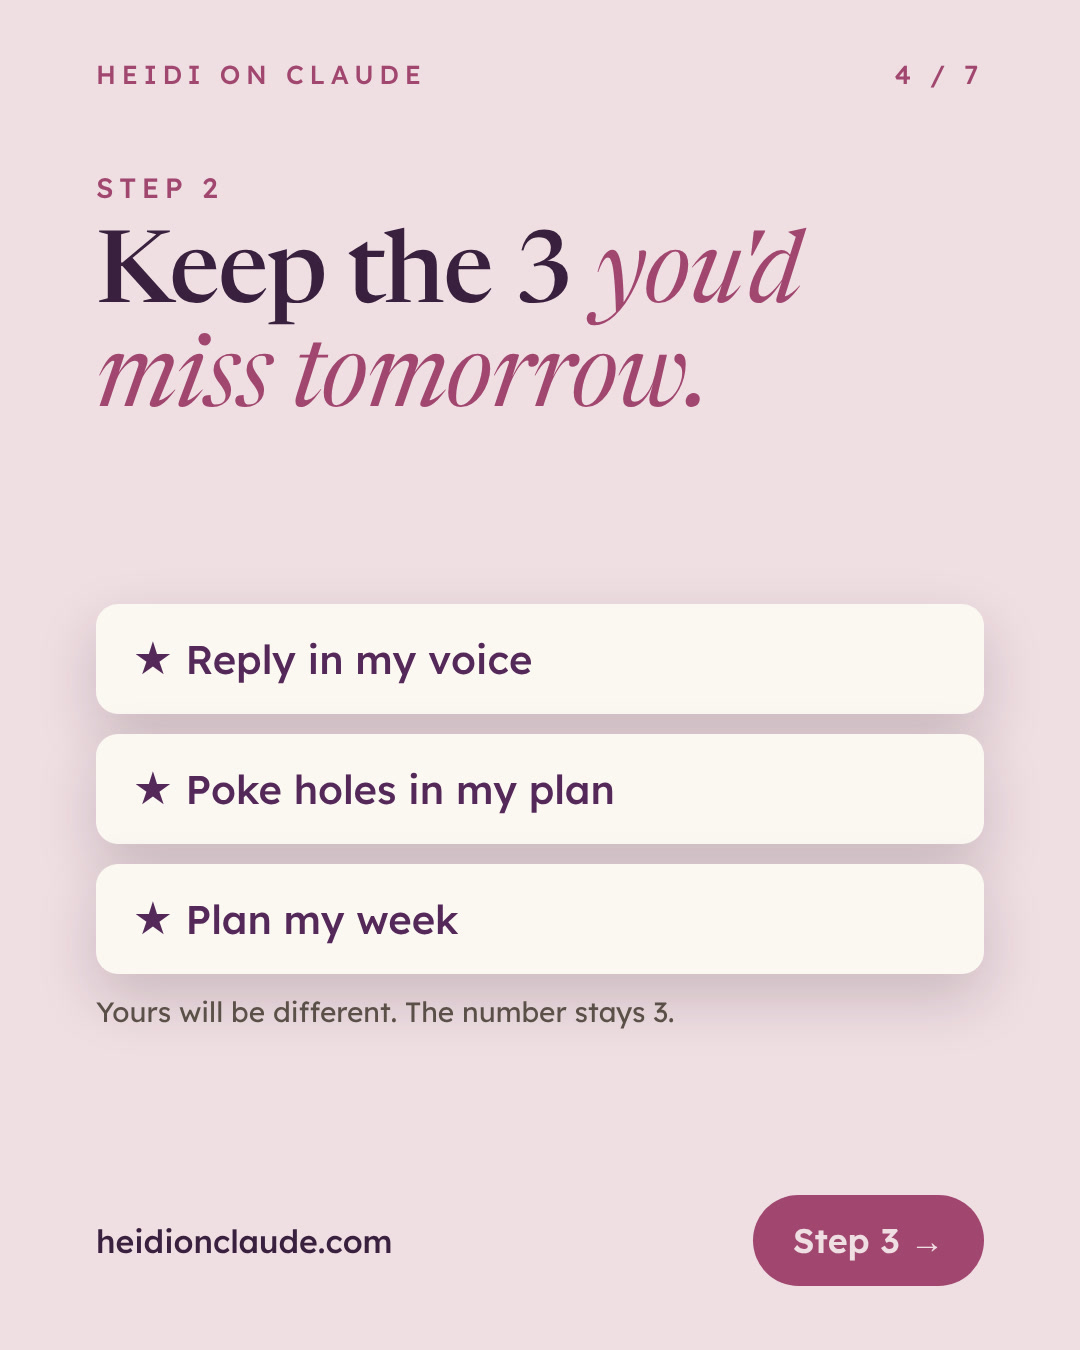 HEIDI ON CLAUDE
4 / 7
STEP 2
Keep the 3 you'd
miss tomorrow.
★ Reply in my voice
★ Poke holes in my plan
★ Plan my week
Yours will be different. The number stays 3.
heidionclaude.com
Step 3 →